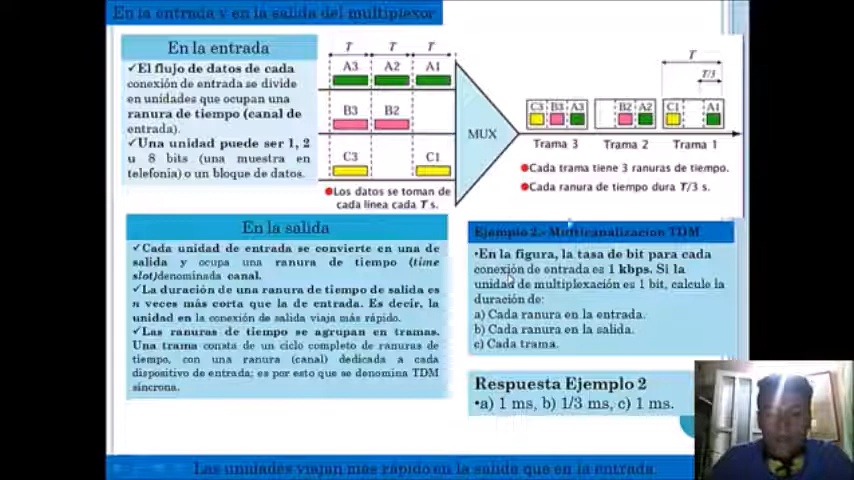 En la entrada y en la salida del multiplexor
En la entrada
✓El flujo de datos de cada
conexión de entrada se divide
en unidades que ocupan una
ranura de tiempo (canal de
entrada).
✓Una unidad puede ser 1, 2
u 8 bits (una muestra en
telefonía) o un bloque de datos.
T T T
A3 A2 A1
B3 B2
C3 C1
MUX
●Los datos se toman de
cada línea cada T s.
T
T/3
C3 B3 A3 B2 A2 C1 A1
Trama 3 Trama 2 Trama 1
●Cada trama tiene 3 ranuras de tiempo.
●Cada ranura de tiempo dura T/3 s.
En la salida
✓Cada unidad de entrada se convierte en una de
salida y ocupa una ranura de tiempo (time
slot)denominada canal.
✓La duración de una ranura de tiempo de salida es
n veces más corta que la de entrada. Es decir, la
unidad en la conexión de salida viaja más rápido.
✓Las ranuras de tiempo se agrupan en tramas.
Una trama consta de un ciclo completo de ranuras de
tiempo, con una ranura (canal) dedicada a cada
dispositivo de entrada; es por esto que se denomina TDM
síncrona.
Ejemplo 2.- Multicanalización TDM
•En la figura, la tasa de bit para cada
conexión de entrada es 1 kbps. Si la
unidad de multiplexación es 1 bit, calcule la
duración de:
a) Cada ranura en la entrada.
b) Cada ranura en la salida.
c) Cada trama.
Respuesta Ejemplo 2
•a) 1 ms, b) 1/3 ms, c) 1 ms.
Las unidades viajan más rápido en la salida que en la entrada